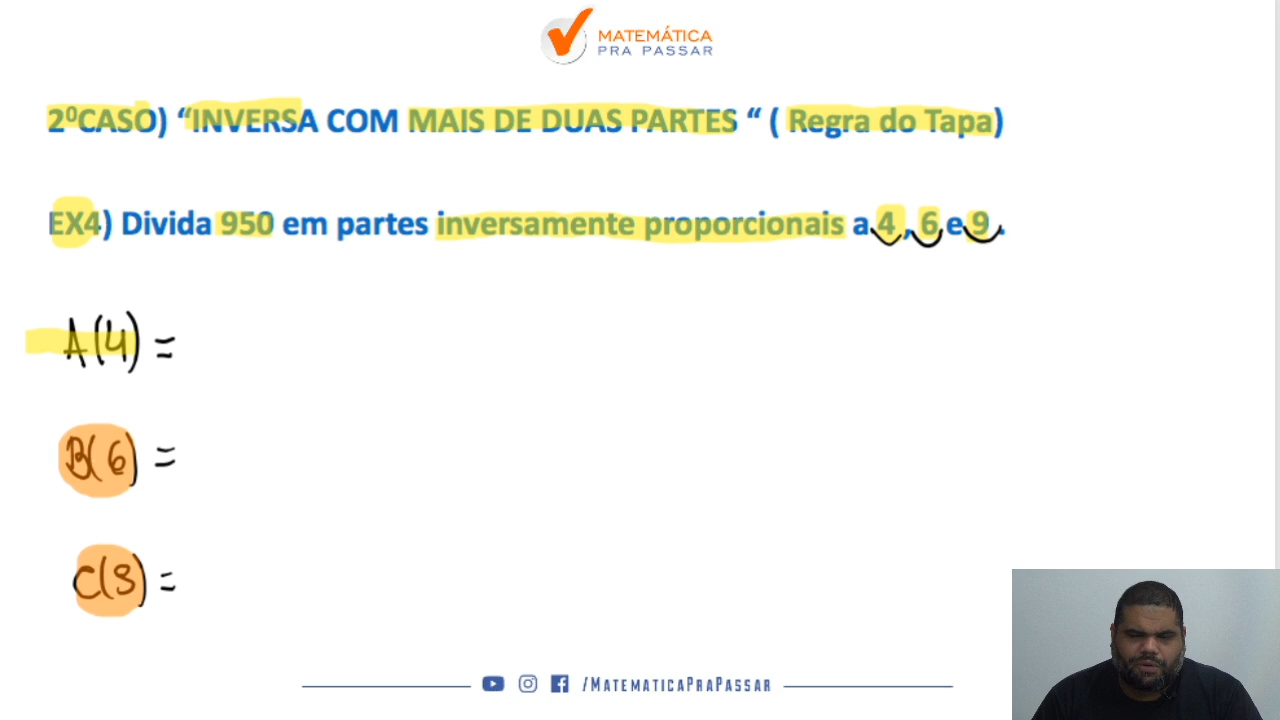 MATEMÁTICA
PRA PASSAR
2ºCASO) “INVERSA COM MAIS DE DUAS PARTES “ ( Regra do Tapa)
EX4) Divida 950 em partes inversamente proporcionais a 4 , 6 e 9 .
A(4) =
B(6) =
C(9) =
/MATEMATICAPRAPASSAR